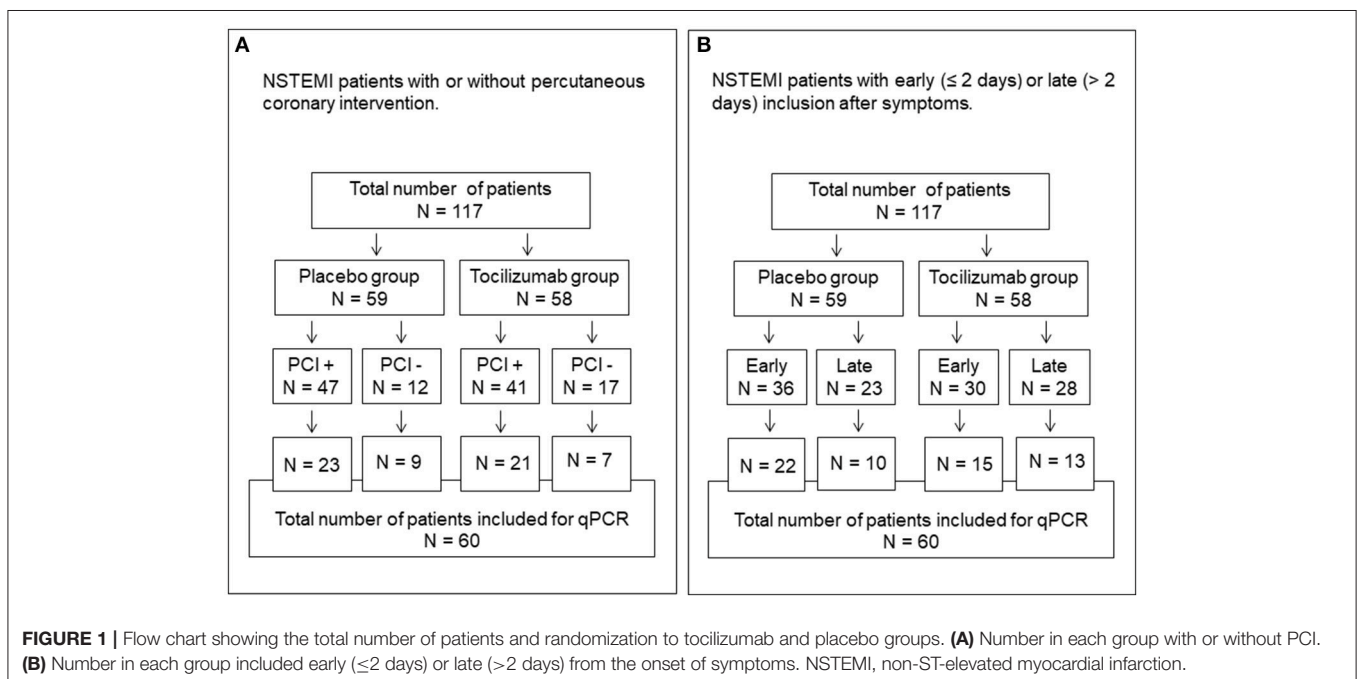 A
NSTEMI patients with or without percutaneous
coronary intervention.
Total number of patients
N = 117
Placebo group
N = 59
Tocilizumab group
N = 58
PCI +
N = 47
PCI -
N = 12
PCI +
N = 41
PCI -
N = 17
N = 23
N = 9
N = 21
N = 7
Total number of patients included for qPCR
N = 60
B
NSTEMI patients with early (≤ 2 days) or late (> 2
days) inclusion after symptoms.
Total number of patients
N = 117
Placebo group
N = 59
Tocilizumab group
N = 58
Early
N = 36
Late
N = 23
Early
N = 30
Late
N = 28
N = 22
N = 10
N = 15
N = 13
Total number of patients included for qPCR
N = 60
FIGURE 1 | Flow chart showing the total number of patients and randomization to tocilizumab and placebo groups. (A) Number in each group with or without PCI.
(B) Number in each group included early (≤2 days) or late (>2 days) from the onset of symptoms. NSTEMI, non-ST-elevated myocardial infarction.